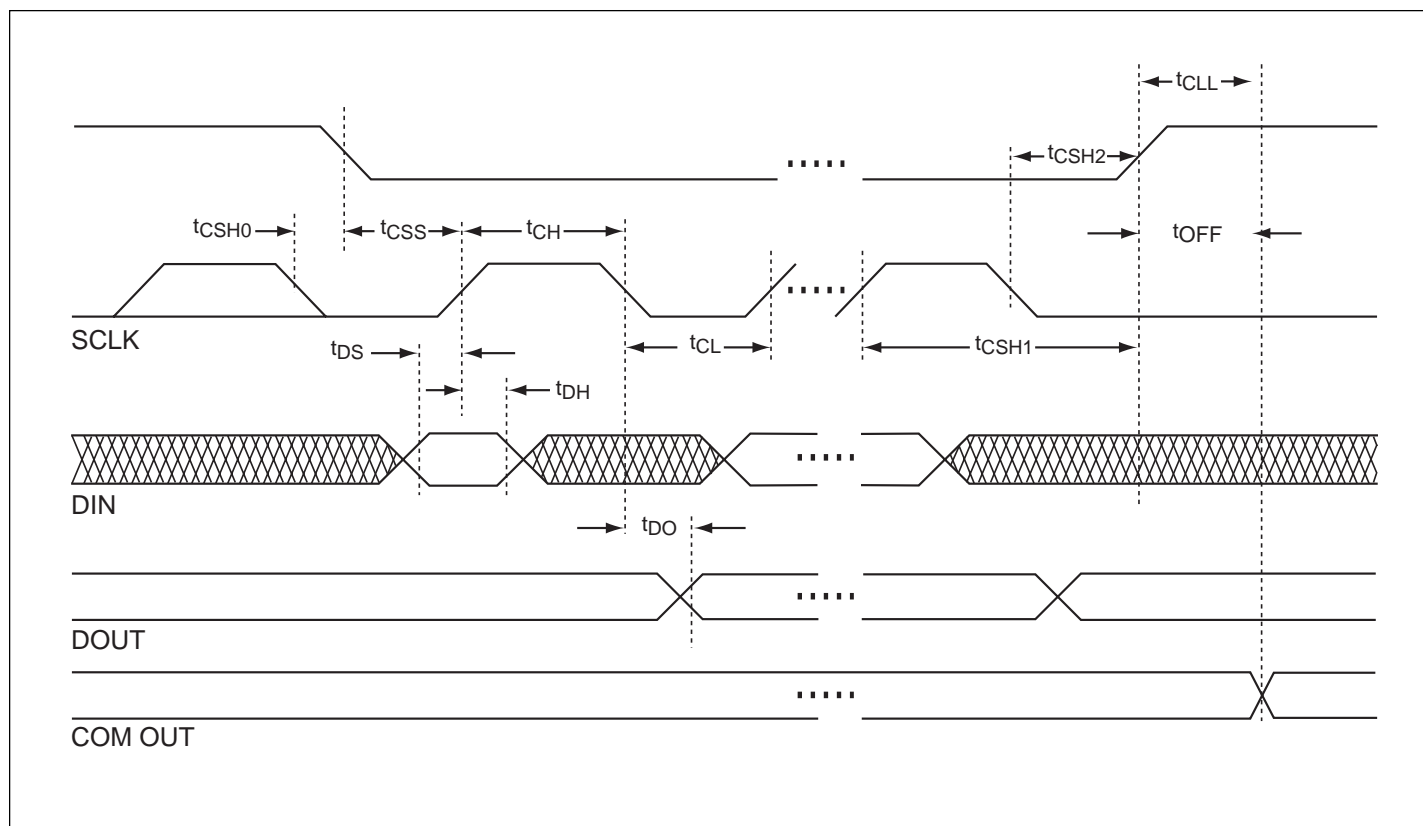 tCLL
tCSH2
tCSH0
tCSS
tCH
tOFF
SCLK
tDS
tCL
tCSH1
tDH
DIN
tDO
DOUT
COM OUT